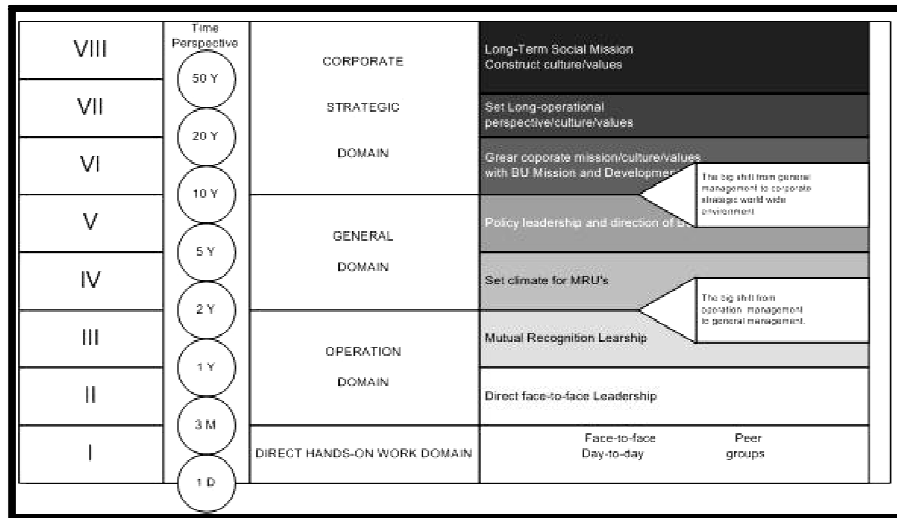 VIII
VII
VI
V
IV
III
II
I
Time
Perspective
50 Y
20 Y
10 Y
5 Y
2 Y
1 Y
3 M
1 D
CORPORATE
STRATEGIC
DOMAIN
GENERAL
DOMAIN
OPERATION
DOMAIN
DIRECT HANDS-ON WORK DOMAIN
Long-Term Social Mission
Construct culture/values
Set Long-operational
perspective/culture/values
Grear coporate mission/culture/values
with BU Mission and Developmen
The big shift from general
management to corporate
strategic world wide
environment
Policy leadership and direction of
Set climate for MRU's
The big shift from
operation management
to general management.
Mutual Recognition Learship
Direct face-to-face Leadership
Face-to-face
Day-to-day
Peer
groups